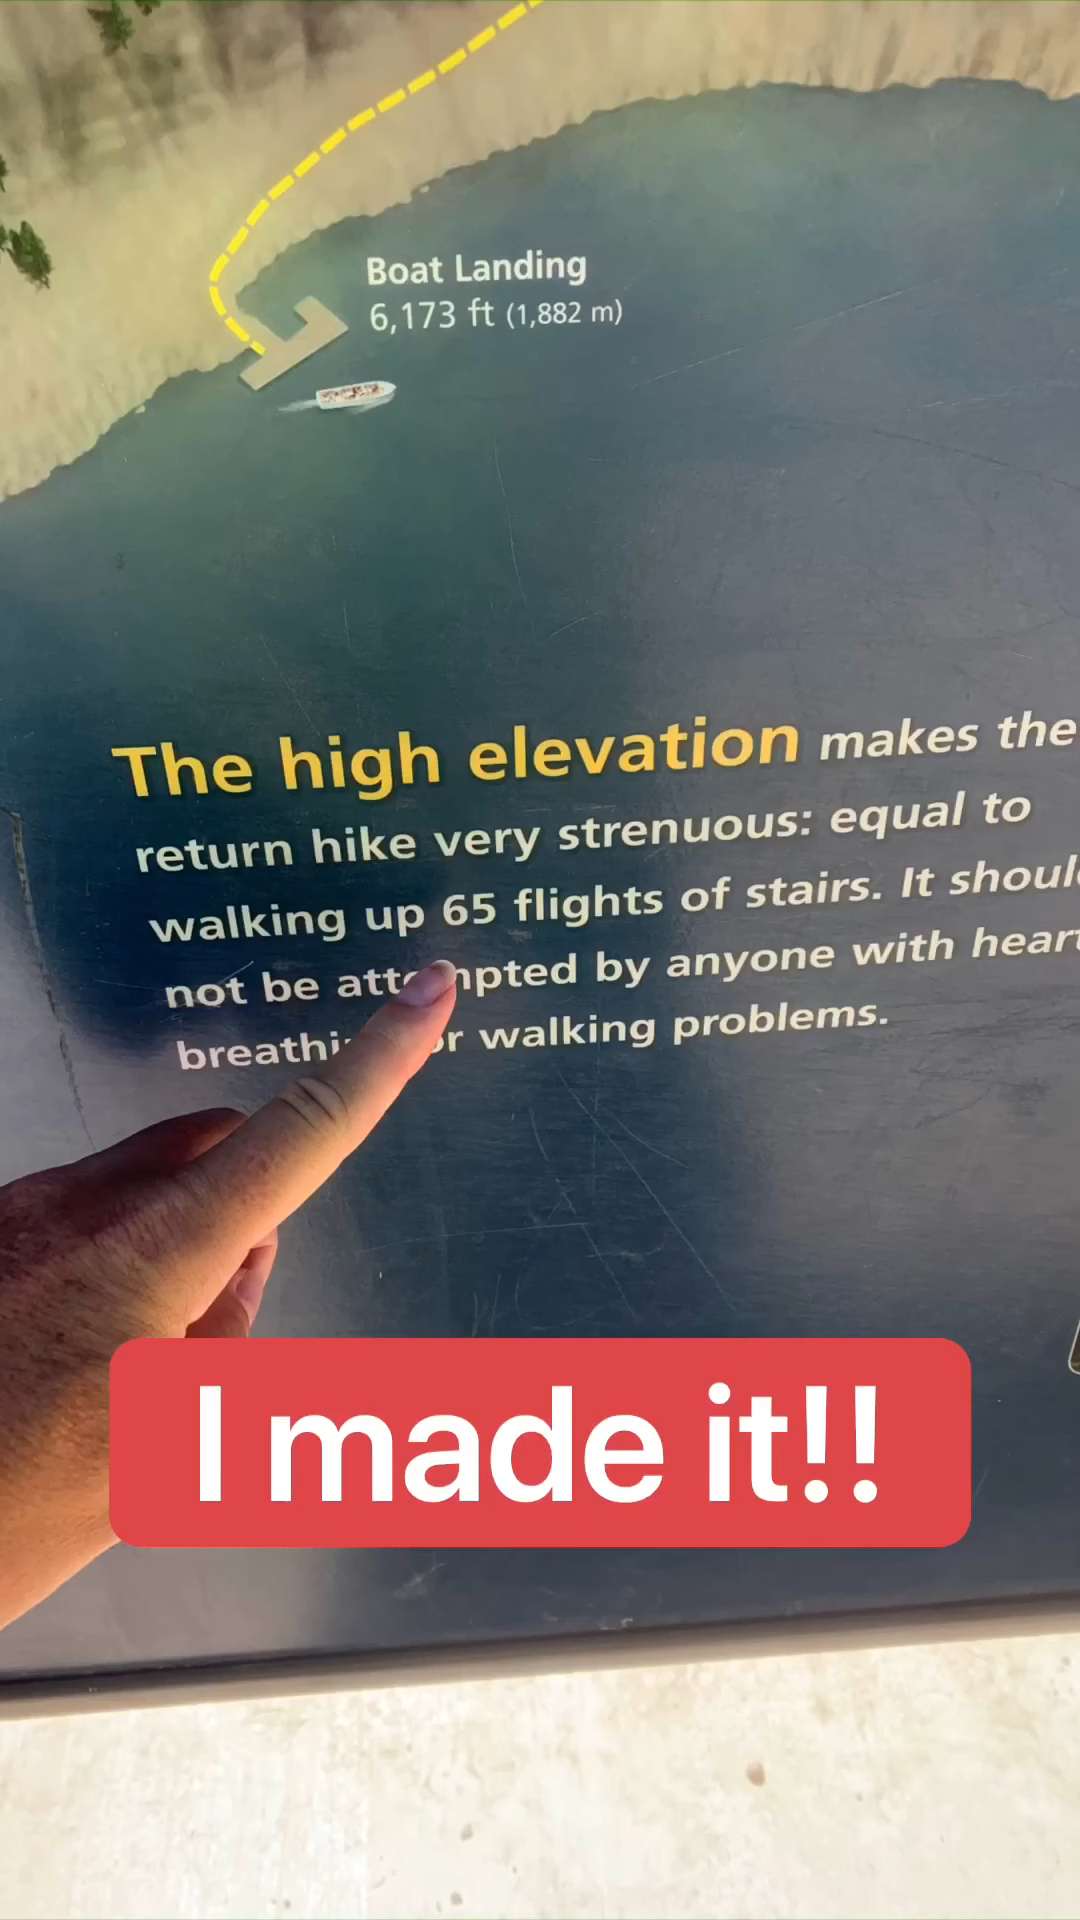 Boat Landing
6,173 ft (1,882 m)
The high elevation makes the
return hike very strenuous: equal to
walking up 65 flights of stairs. It
not be by anyone with
walking problems.
I made it!!